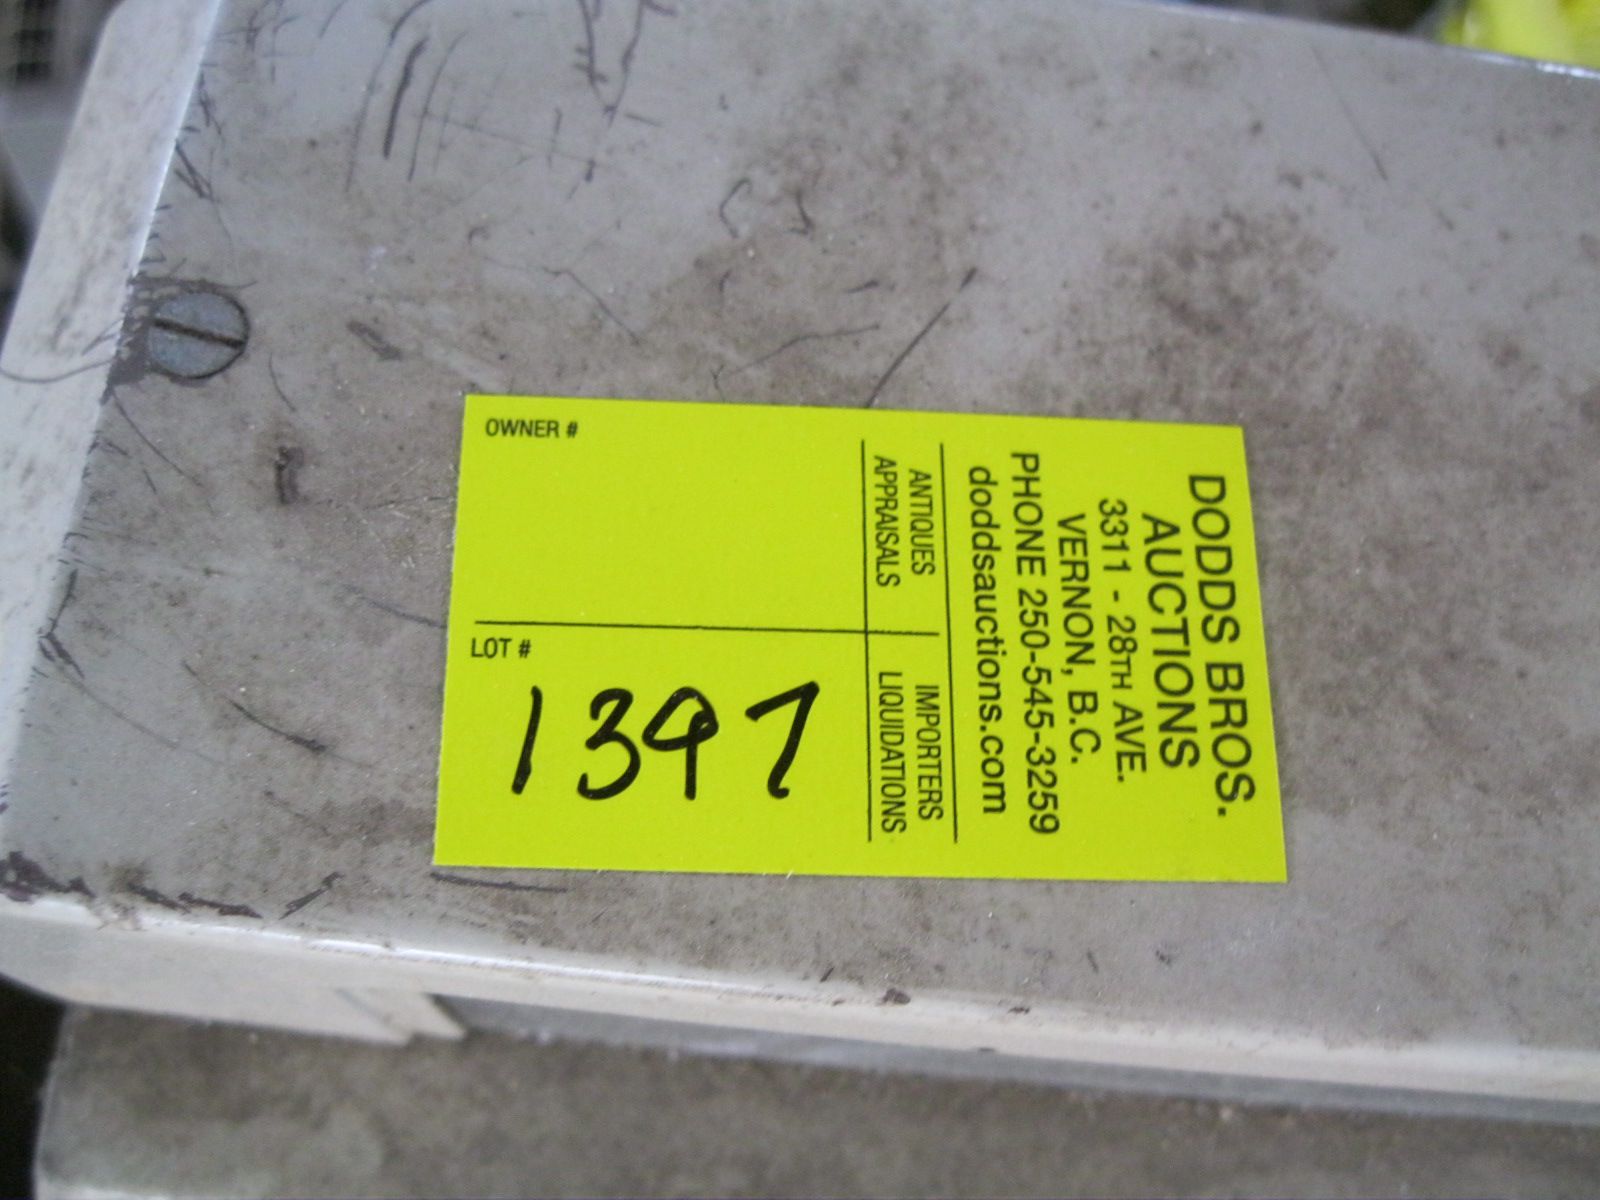 DODDS BROS.
AUCTIONS
3311 - 28TH AVE.
VERNON, B.C.
PHONE 250-545-3259
doddsauctions.com
ANTIQUES
APPRAISALS
IMPORTERS
LIQUIDATIONS
OWNER #
LOT #
1397